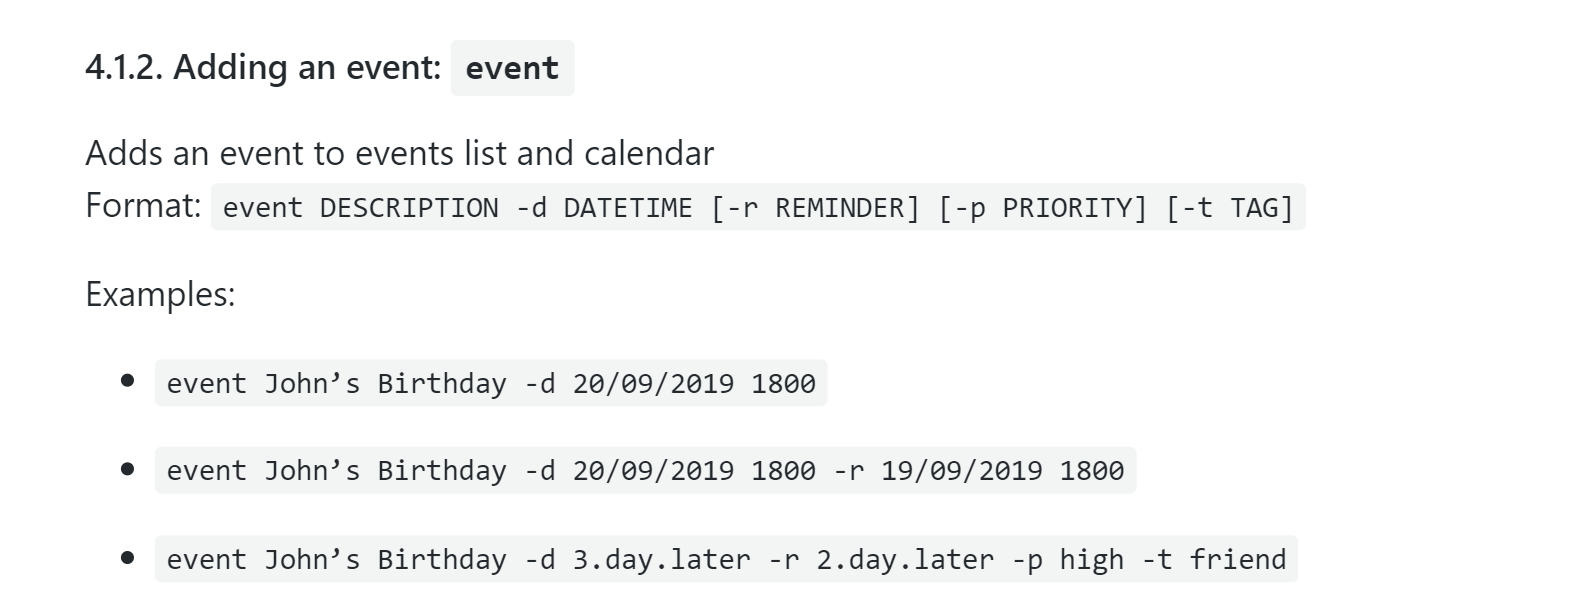 4.1.2. Adding an event: event
Adds an event to events list and calendar
Format: event DESCRIPTION -d DATETIME [-r REMINDER] [-p PRIORITY] [-t TAG]
Examples:
• event John’s Birthday -d 20/09/2019 1800
• event John’s Birthday -d 20/09/2019 1800 -r 19/09/2019 1800
• event John’s Birthday -d 3.day.later -r 2.day.later -p high -t friend